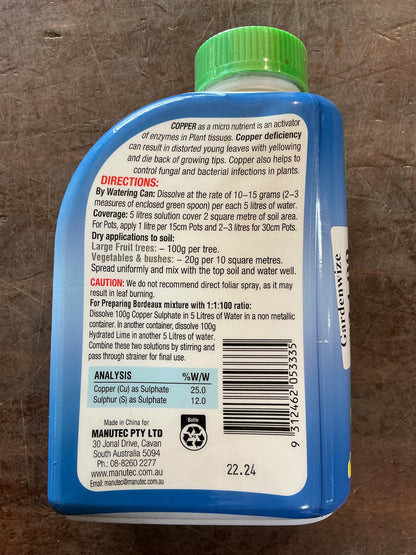 COPPER as a micro nutrient is an activator
of enzymes in Plant tissues. Copper deficiency
can result in distorted young leaves with yellowing
and die back of growing tips. Copper also helps to
control fungal and bacterial infections in plants.
DIRECTIONS:
By Watering Can: Dissolve at the rate of 10–15 grams (2–3
measures of enclosed green spoon) per each 5 litres of water.
Coverage: 5 litres solution cover 2 square metre of soil area.
For Pots, apply 1 litre per 15cm Pots and 2–3 litres for 30cm Pots.
Dry applications to soil:
Large Fruit trees: – 100g per tree.
Vegetables & bushes: – 20g per 10 square metres.
Spread uniformly and mix with the top soil and water well.
CAUTION: We do not recommend direct foliar spray, as it may
result in leaf burning.
For Preparing Bordeaux mixture with 1:1:100 ratio:
Dissolve 100g Copper Sulphate in 5 Litres of Water in a non metallic
container. In another container, dissolve 100g
Hydrated Lime in another 5 litres of water.
Combine these two solutions by stirring and
pass through strainer for final use.
ANALYSIS %W/W
Copper (Cu) as Sulphate 25.0
Sulphur (S) as Sulphate 12.0
Made in China for
MANUTEC PTY LTD
30 Jonal Drive, Cavan
South Australia 5094
Ph.: 08-8260 2277
www.manutec.com.au
Email: manutec@manutec.com.au
Bottle
9 312462 053335
22.24
Gardenwize